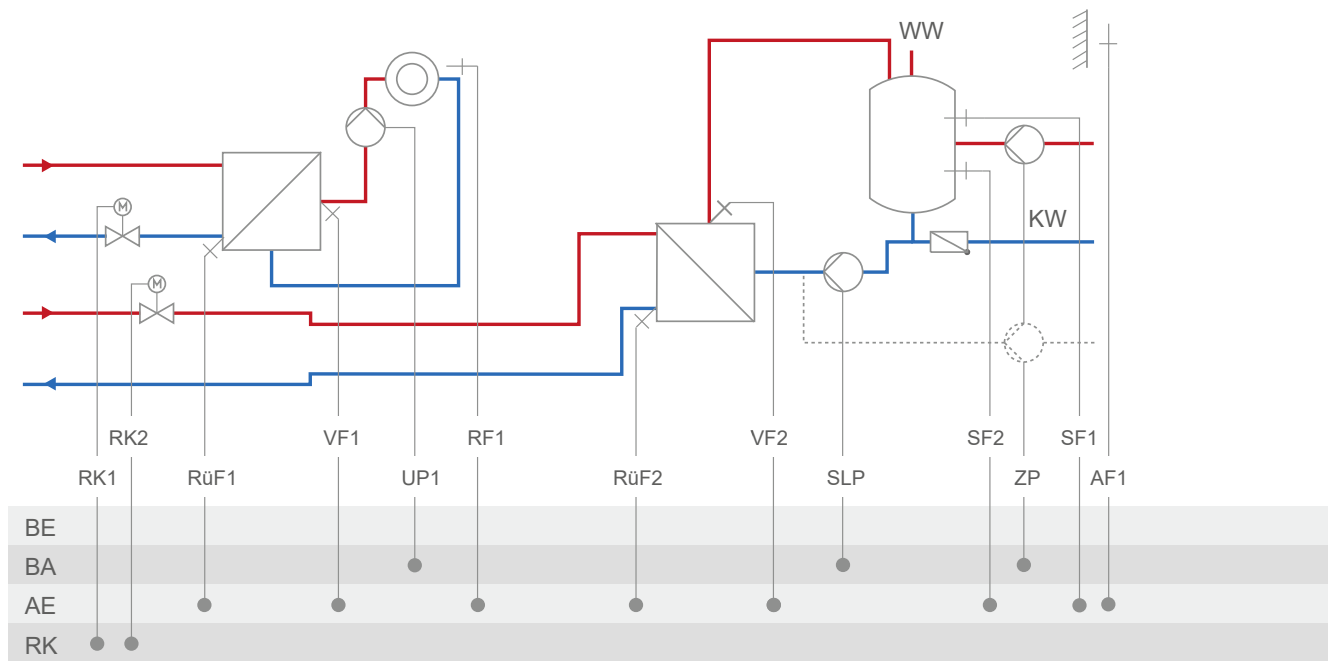 WW
M
KW
M
RK2 VF1 RF1 VF2 SF2 SF1
RK1 RüF1 UP1 RüF2 SLP ZP AF1
BE
BA
AE
RK